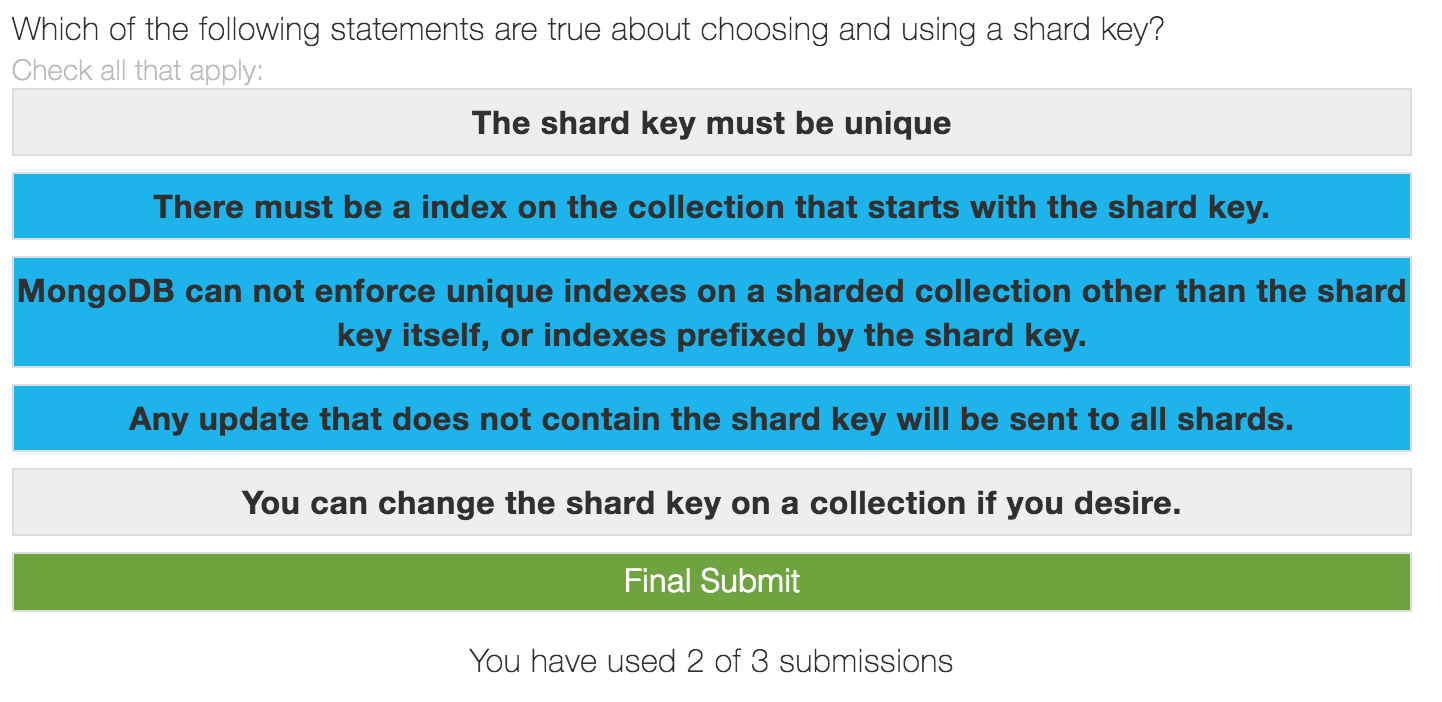 Which of the following statements are true about choosing and using a shard key?
Check all that apply:
The shard key must be unique
There must be a index on the collection that starts with the shard key.
MongoDB can not enforce unique indexes on a sharded collection other than the shard
key itself, or indexes prefixed by the shard key.
Any update that does not contain the shard key will be sent to all shards.
You can change the shard key on a collection if you desire.
Final Submit
You have used 2 of 3 submissions